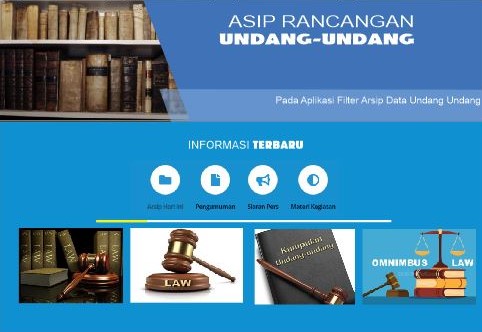 ASIP RANCANGAN
UNDANG-UNDANG
Pada Aplikasi Filter Arsip Data Undang Undang
INFORMASI TERBARU
Arsip Hari Ini
Pengumuman
Siaran Pers
Materi Kegiatan
LAW
Kumpulan
Undang-undang
OMNIMBUS LAW